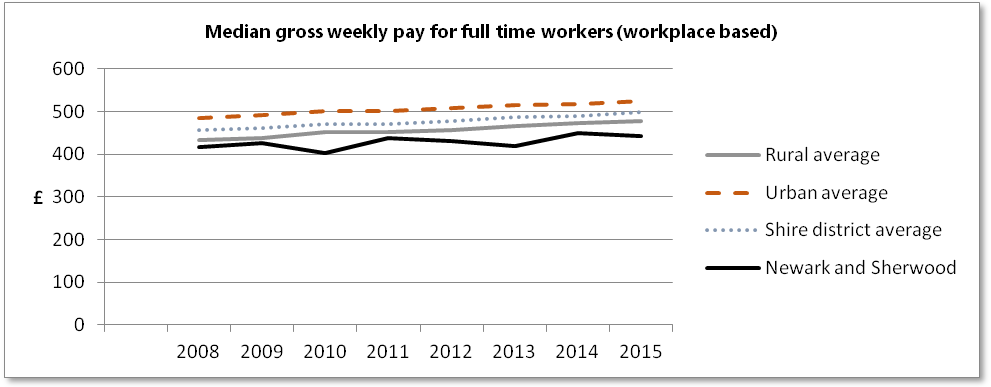 Median gross weekly pay for full time workers (workplace based)
600
500
400
300
200
100
0
£
2008 2009 2010 2011 2012 2013 2014 2015
Rural average
Urban average
Shire district average
Newark and Sherwood